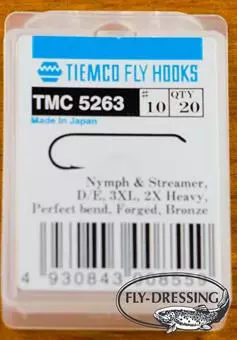 TIEMCO FLY HOOKS
TMC 5263
# 10
QTY 20
Made in Japan
Nymph & Streamer,
D/E, 3XL, 2X Heavy,
Perfect bend, Forged, Bronze
4 930843 008559
FLY-DRESSING